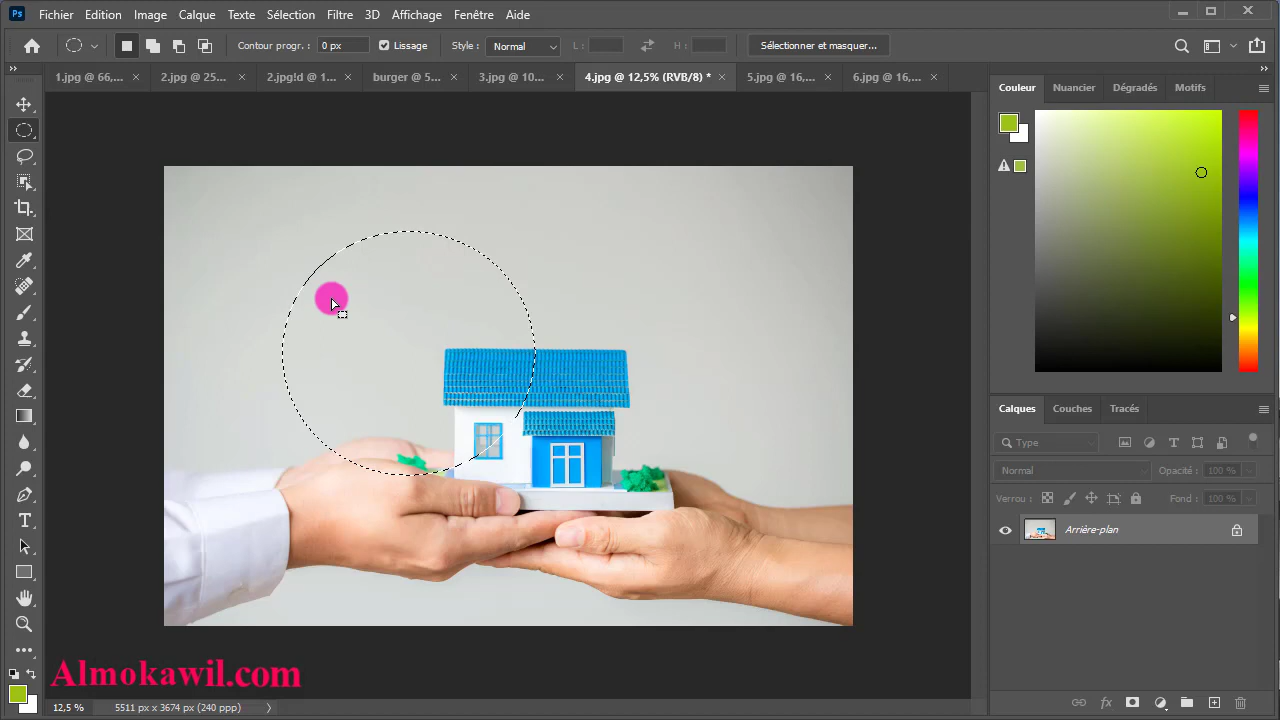 Ps Fichier Edition Image Calque Texte Sélection Filtre 3D Affichage Fenêtre Aide
Contour progr. : 0 px Lissage Style : Normal L : H : Sélectionner et masquer...
1.jpg @ 66,... 2.jpg @ 25... 2.jpg!d @ 1... burger @ 5... 3.jpg @ 10... 4.jpg @ 12,5% (RVB/8) * 5.jpg @ 16,... 6.jpg @ 16,...
Couleur Nuancier Dégradés Motifs
Calques Couches Tracés
Type
Normal Opacité : 100 %
Verrou : Fond : 100 %
Arrière-plan
Almokawil.com
12,5 % 5511 px x 3674 px (240 ppp)